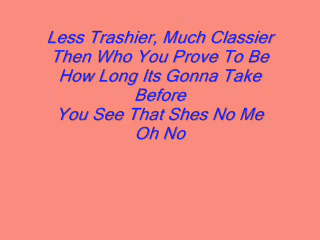 Less Trashier, Much Classier
Then Who You Prove To Be
How Long Its Gonna Take
Before
You See That Shes No Me
Oh No